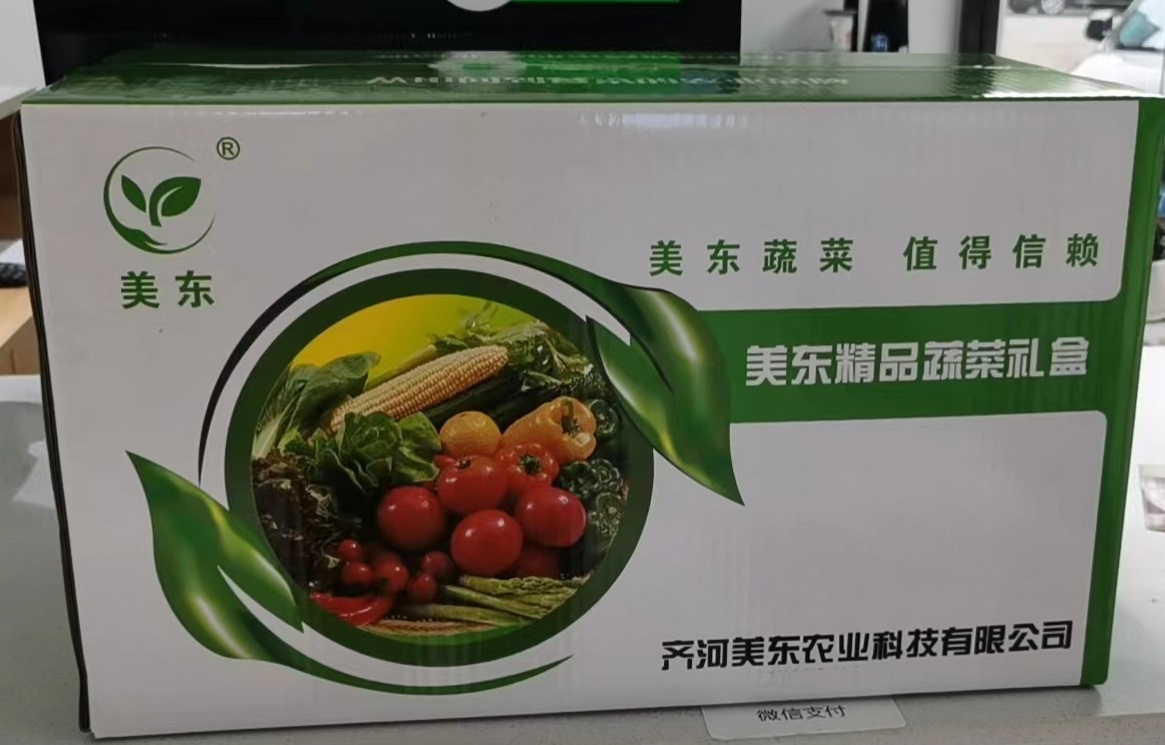 ®
美东
美东蔬菜 值得信赖
美东精品蔬菜礼盒
齐河美东农业科技有限公司
微信支付